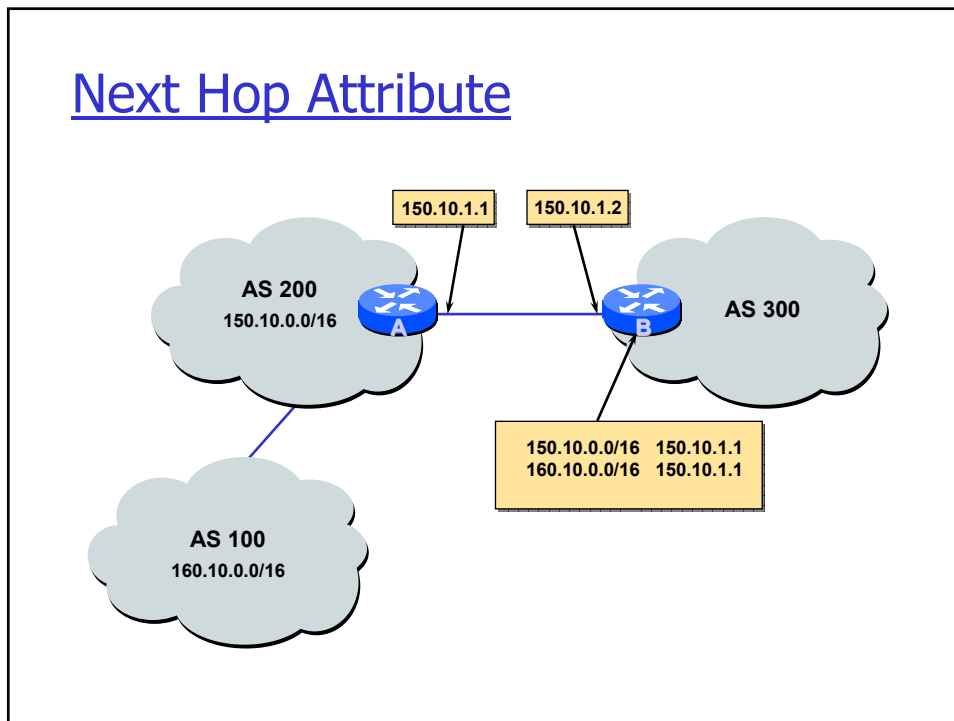 Next Hop Attribute
150.10.1.1
150.10.1.2
AS 200
150.10.0.0/16
A
B
AS 300
150.10.0.0/16 150.10.1.1
160.10.0.0/16 150.10.1.1
AS 100
160.10.0.0/16